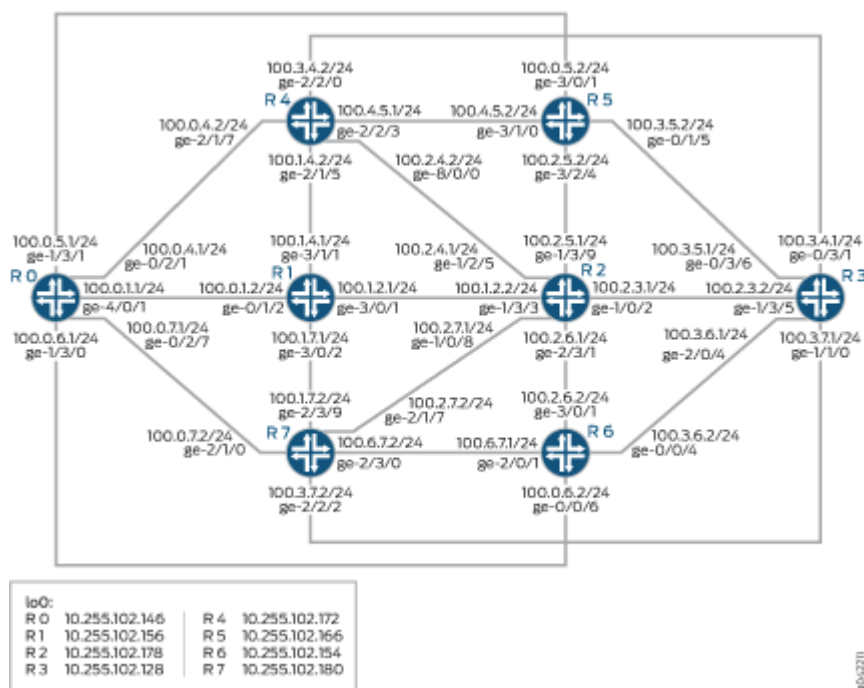 100.3.4.2/24
ge-2/2/0
100.0.5.2/24
ge-3/0/1
R 4
R 5
100.4.5.1/24
ge-2/2/3
100.4.5.2/24
ge-3/1/0
100.0.4.2/24
ge-2/1/7
100.3.5.2/24
ge-0/1/5
100.1.4.2/24
ge-2/1/5
100.2.4.2/24
ge-8/0/0
100.2.5.2/24
ge-3/2/4
100.0.5.1/24
ge-1/3/1
100.0.4.1/24
ge-0/2/1
100.1.4.1/24
ge-3/1/1
100.2.4.1/24
ge-1/2/5
100.2.5.1/24
ge-1/3/9
100.3.5.1/24
ge-0/3/6
100.3.4.1/24
ge-0/3/1
R 0
R 1
R 2
R 3
100.0.1.1/24
ge-4/0/1
100.0.1.2/24
ge-0/1/2
100.1.2.1/24
ge-3/0/1
100.1.2.2/24
ge-1/3/3
100.2.3.1/24
ge-1/0/2
100.2.3.2/24
ge-1/3/5
100.0.6.1/24
ge-1/3/0
100.0.7.1/24
ge-0/2/7
100.1.7.1/24
ge-3/0/2
100.2.7.1/24
ge-1/0/8
100.2.6.1/24
ge-2/3/1
100.3.6.1/24
ge-2/0/4
100.3.7.1/24
ge-1/1/0
100.1.7.2/24
ge-2/3/9
100.2.7.2/24
ge-2/1/7
100.2.6.2/24
ge-3/0/1
R 7
R 6
100.0.7.2/24
ge-2/1/0
100.6.7.2/24
ge-2/3/0
100.6.7.1/24
ge-2/0/1
100.3.6.2/24
ge-0/0/4
100.3.7.2/24
ge-2/2/2
100.0.6.2/24
ge-0/0/6
lo0:
R 0 10.255.102.146 R 4 10.255.102.172
R 1 10.255.102.156 R 5 10.255.102.166
R 2 10.255.102.178 R 6 10.255.102.154
R 3 10.255.102.128 R 7 10.255.102.180